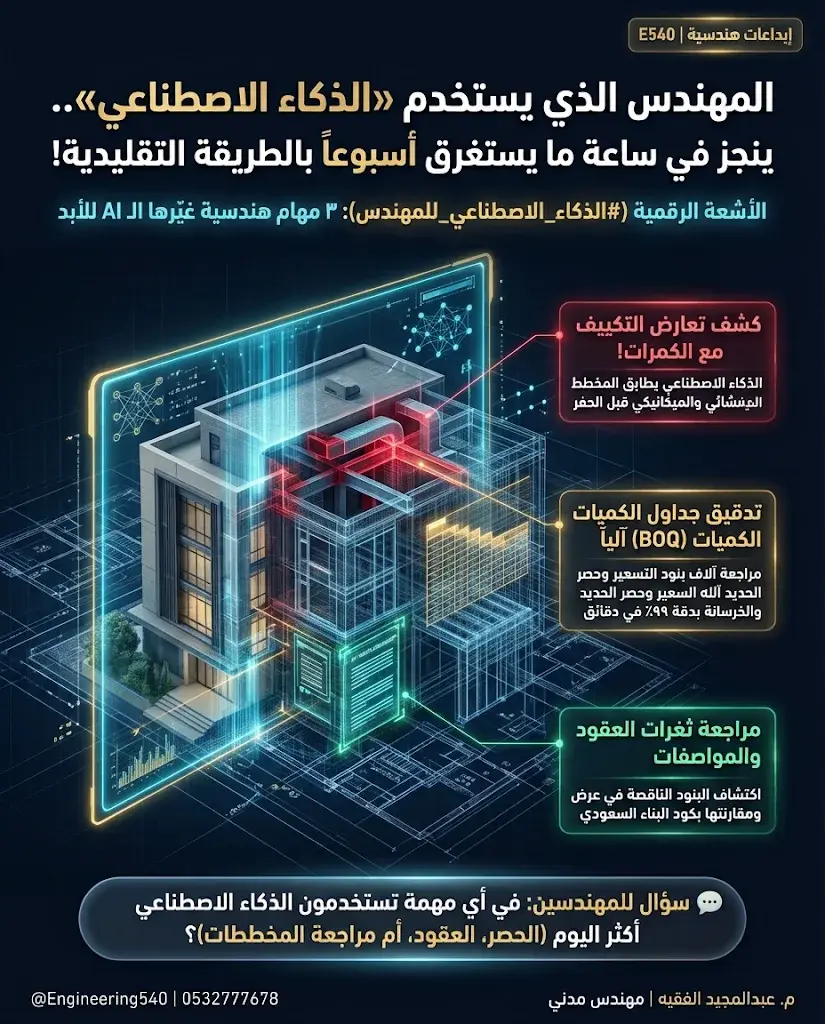 إبداعات هندسية | E540
المهندس الذي يستخدم «الذكاء الاصطناعي»..
ينجز في ساعة ما يستغرق أسبوعاً بالطريقة التقليدية!
الأشعة الرقمية (#الذكاء_الاصطناعي_للمهندس): ٣ مهام هندسية غيّرها الـ AI للأبد
كشف تعارض التكييف
مع الكمرات!
الذكاء الاصطناعي يطابق المخطط
والميكانيكي قبل الحفر
تدقيق جداول الكميات
الكميات (BOQ) آلياً
مراجعة آلاف بنود التسعير وحصر
الحديد آلله السعير وحصر الحديد
والخرسانة بدقة ٩٩٪ في دقائق
مراجعة ثغرات العقود
والمواصفات
اكتشاف البنود الناقصة في عرض
ومقارنتها بكود البناء السعودي
سؤال للمهندسين: في أي مهمة تستخدمون الذكاء الاصطناعي
أكثر اليوم (الحصر، العقود، أم مراجعة المخططات)؟
م. عبدالمجيد الفقيه | مهندس مدني
@Engineering540 | 0532777678